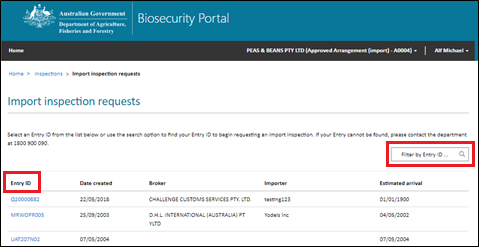 Australian Government
Department of Agriculture,
Fisheries and Forestry
Biosecurity Portal
Home
PEAS & BEANS PTY LTD (Approved Arrangement (import) - A0004)
Alf Michael
Home > Inspections > Import inspection requests
Import inspection requests
Select an Entry ID from the list below or use the search option to find your Entry ID to begin requesting an import inspection. If your Entry cannot be found, please contact the department
at 1800 900 090.
Filter by Entry ID ...
Entry ID Date created Broker Importer Estimated arrival
Q20000882 22/05/2018 CHALLENGE CUSTOMS SERVICES PTY. LTD. testing123 01/01/1900
MRWOPR005 25/09/2003 D.H.L. INTERNATIONAL (AUSTRALIA) PT Yodels Inc 04/05/2002
YLTD
UAT207N02 07/05/2004 07/05/2004